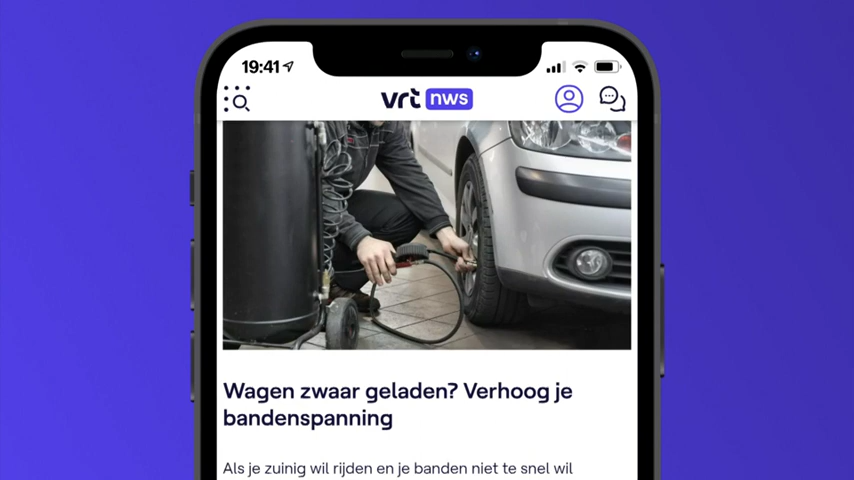 19:41
vrt nws
Wagen zwaar geladen? Verhoog je
bandenspanning
Als je zuinig wil rijden en je banden niet te snel wil